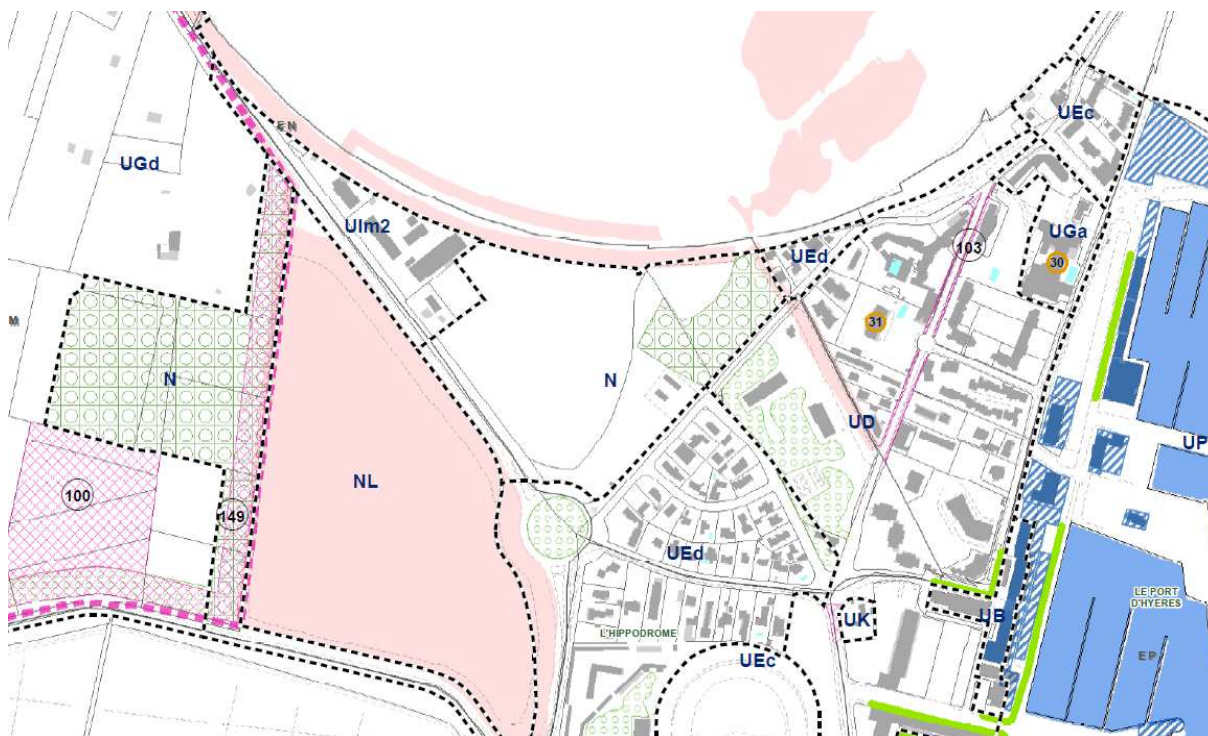 UEc
EN
UGd
UIm2
103
UGa
UEd
30
31
M
N
N
UD
UP
NL
100
149
UEd
LE PORT
D'HYERES
UK
UB
L'HIPPODROME
UEc
EP